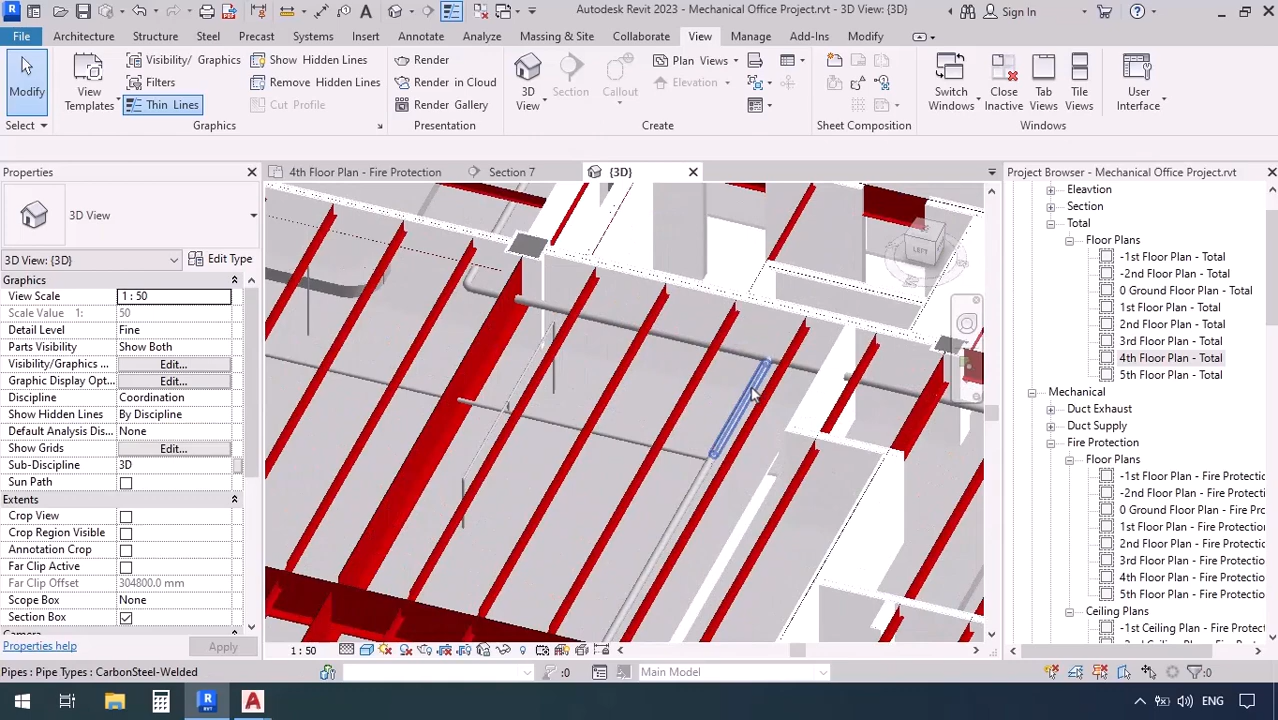 Autodesk Revit 2023 - Mechanical Office Project.rvt - 3D View: {3D}
Sign In
File
Architecture
Structure
Steel
Precast
Systems
Insert
Annotate
Analyze
Massing & Site
Collaborate
View
Manage
Add-Ins
Modify
Modify
View
Templates
Visibility/ Graphics
Filters
Thin Lines
Show Hidden Lines
Remove Hidden Lines
Cut Profile
Render
Render in Cloud
Render Gallery
3D
View
Section
Callout
Plan Views
Elevation
Switch
Windows
Close
Inactive
Tab
Views
Tile
Views
User
Interface
Select
Graphics
Presentation
Create
Sheet Composition
Windows
Properties
4th Floor Plan - Fire Protection
Section 7
{3D}
Project Browser - Mechanical Office Project.rvt
3D View
3D View: {3D}
Edit Type
Graphics
View Scale
1 : 50
Scale Value 1:
50
Detail Level
Fine
Parts Visibility
Show Both
Visibility/Graphics ...
Edit...
Graphic Display Opt...
Edit...
Discipline
Coordination
Show Hidden Lines
By Discipline
Default Analysis Dis...
None
Show Grids
Edit...
Sub-Discipline
3D
Sun Path
Extents
Crop View
Crop Region Visible
Annotation Crop
Far Clip Active
Far Clip Offset
304800.0 mm
Scope Box
None
Section Box
Camera
Properties help
Apply
LEFT
Eleavtion
Section
Total
Floor Plans
-1st Floor Plan - Total
-2nd Floor Plan - Total
0 Ground Floor Plan - Total
1st Floor Plan - Total
2nd Floor Plan - Total
3rd Floor Plan - Total
4th Floor Plan - Total
5th Floor Plan - Total
Mechanical
Duct Exhaust
Duct Supply
Fire Protection
Floor Plans
-1st Floor Plan - Fire Protectio
-2nd Floor Plan - Fire Protectio
0 Ground Floor Plan - Fire Prote
1st Floor Plan - Fire Protection
2nd Floor Plan - Fire Protection
3rd Floor Plan - Fire Protection
4th Floor Plan - Fire Protection
5th Floor Plan - Fire Protection
Ceiling Plans
-1st Ceiling Plan - Fire Protecti
1 : 50
Pipes : Pipe Types : CarbonSteel-Welded
:0
Main Model
:0
ENG